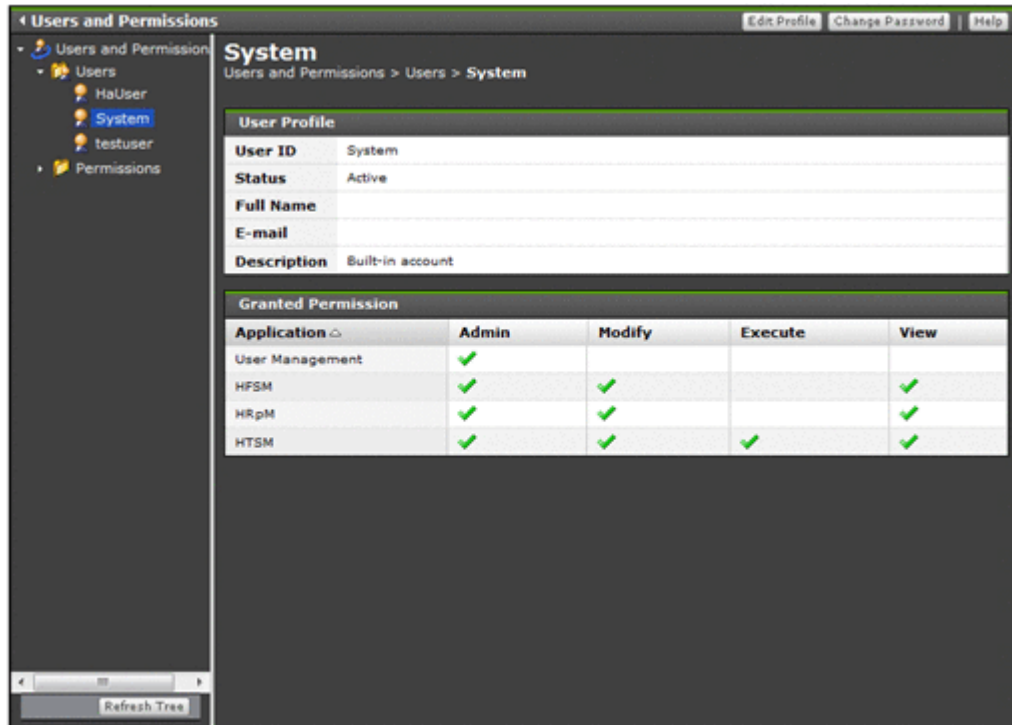 Users and Permissions
Edit Profile Change Password | Help
Users and Permission
Users
HaUser
System
testuser
Permissions
Refresh Tree
System
Users and Permissions > Users > System
User Profile
User ID System
Status Active
Full Name
E-mail
Description Built-in account
Granted Permission
Application Admin Modify Execute View
User Management
HFSM
HRpM
HTSM